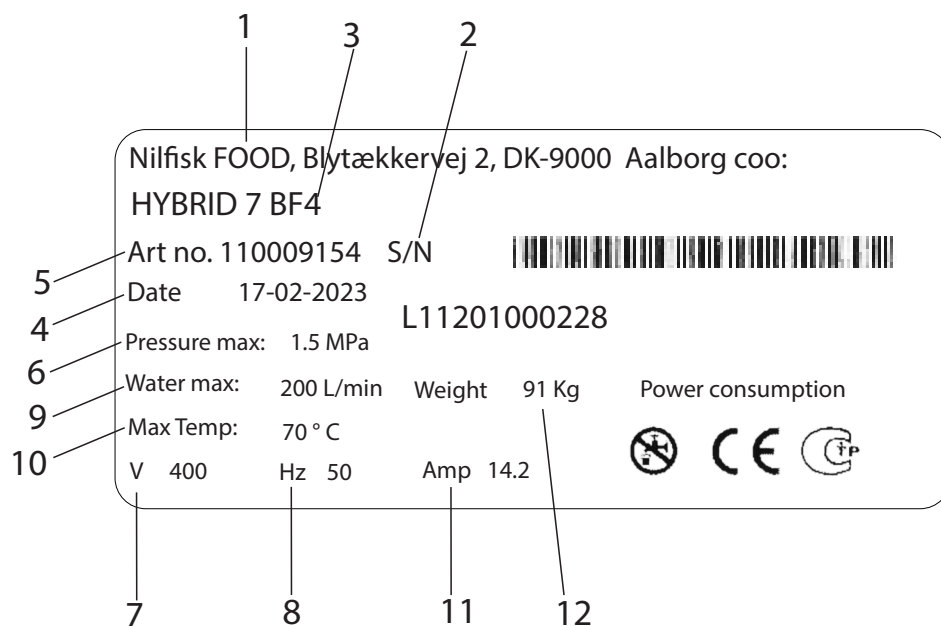 1
3
2
Nilfisk FOOD, Blytækkervej 2, DK-9000 Aalborg coo:
HYBRID 7 BF4
Art no. 110009154 S/N
5
Date 17-02-2023
4
L11201000228
6
Pressure max: 1.5 MPa
9
Water max: 200 L/min Weight 91 Kg Power consumption
10
Max Temp: 70 ° C
CE
V 400 Hz 50 Amp 14.2
7
8
11
12